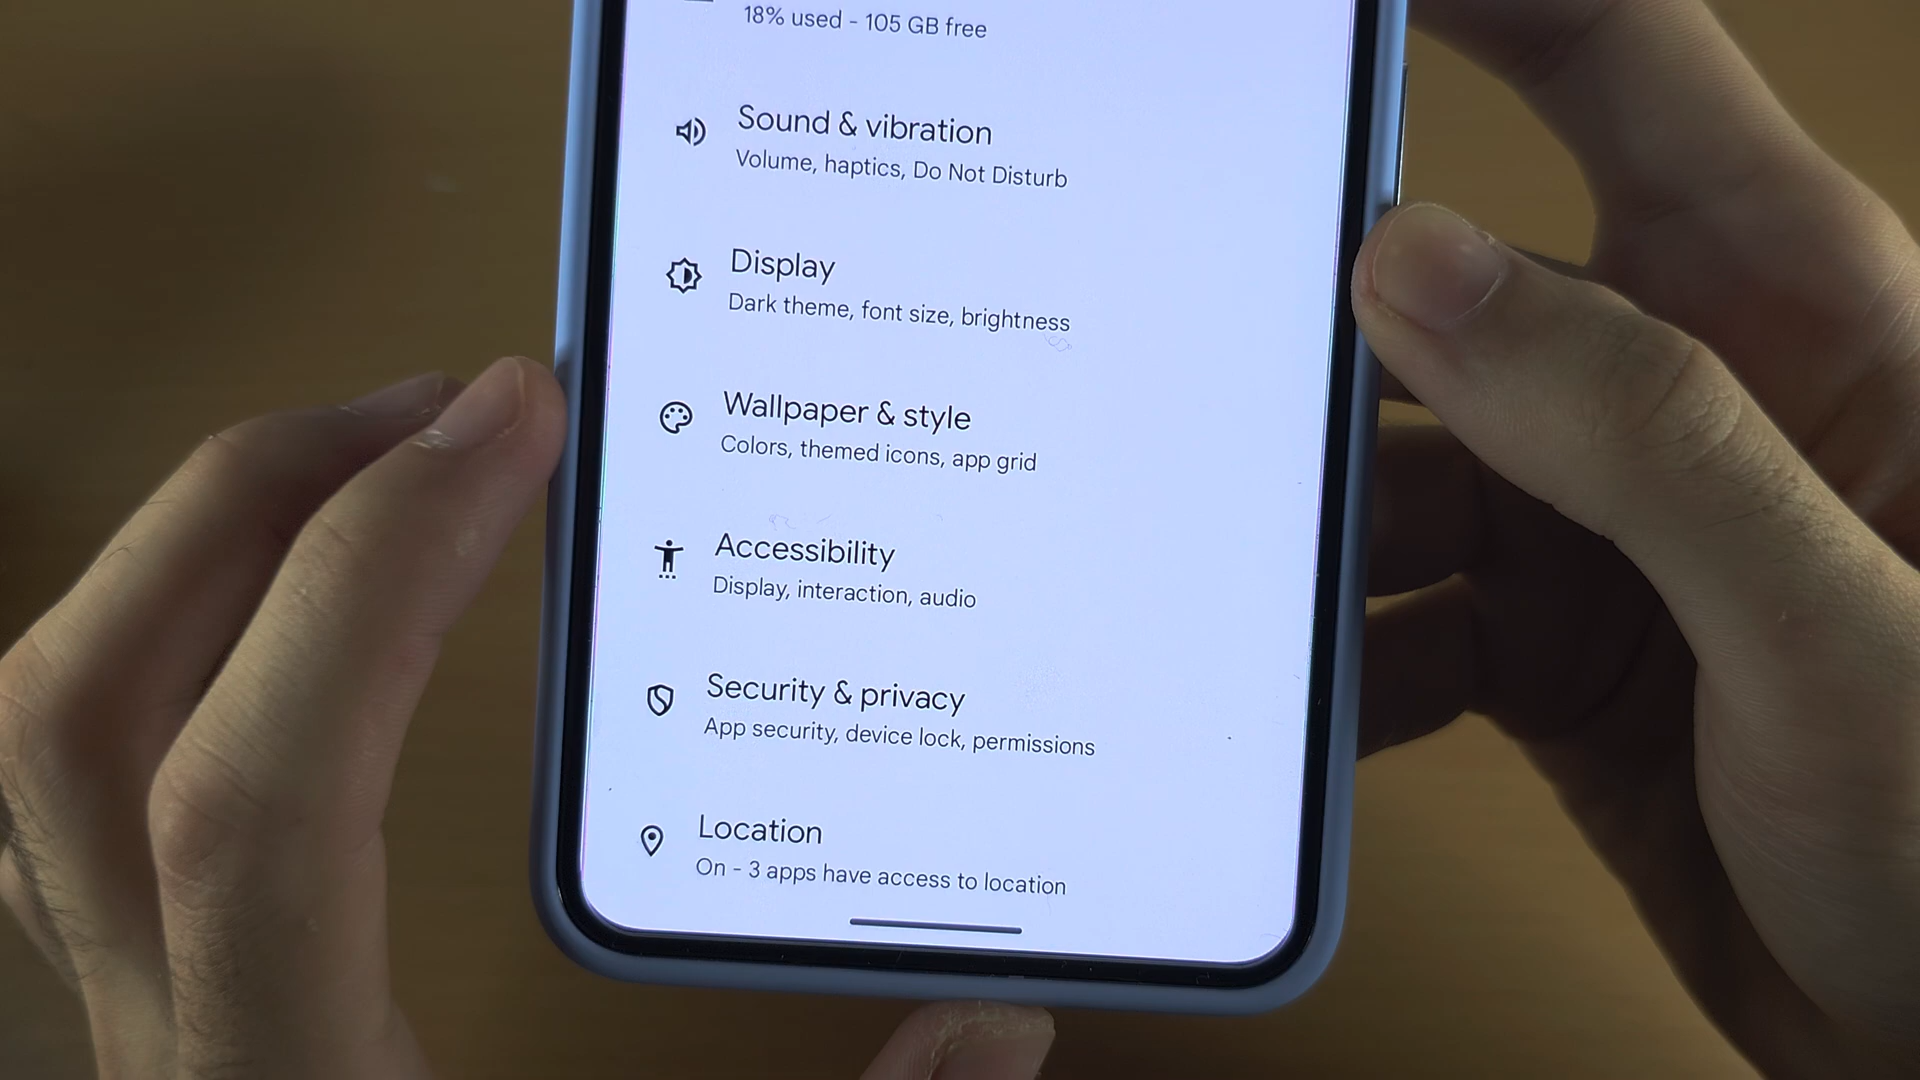 18% used - 105 GB free
Sound & vibration
Volume, haptics, Do Not Disturb
Display
Dark theme, font size, brightness
Wallpaper & style
Colors, themed icons, app grid
Accessibility
Display, interaction, audio
Security & privacy
App security, device lock, permissions
Location
On - 3 apps have access to location